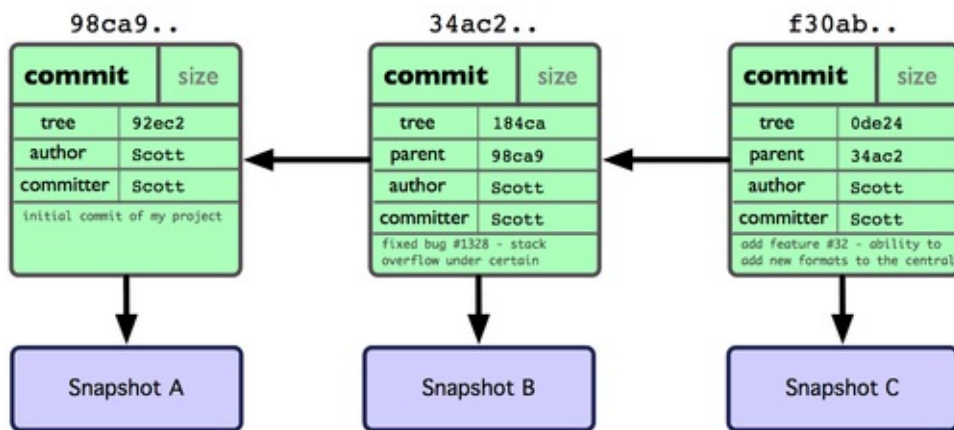 98ca9..
34ac2..
f30ab..
commit size
tree 92ec2
author Scott
committer Scott
initial commit of my project
commit size
tree 184ca
parent 98ca9
author Scott
committer Scott
fixed bug #1328 - stack
overflow under certain
commit size
tree 0de24
parent 34ac2
author Scott
committer Scott
add feature #32 - ability to
add new formats to the central
Snapshot A
Snapshot B
Snapshot C